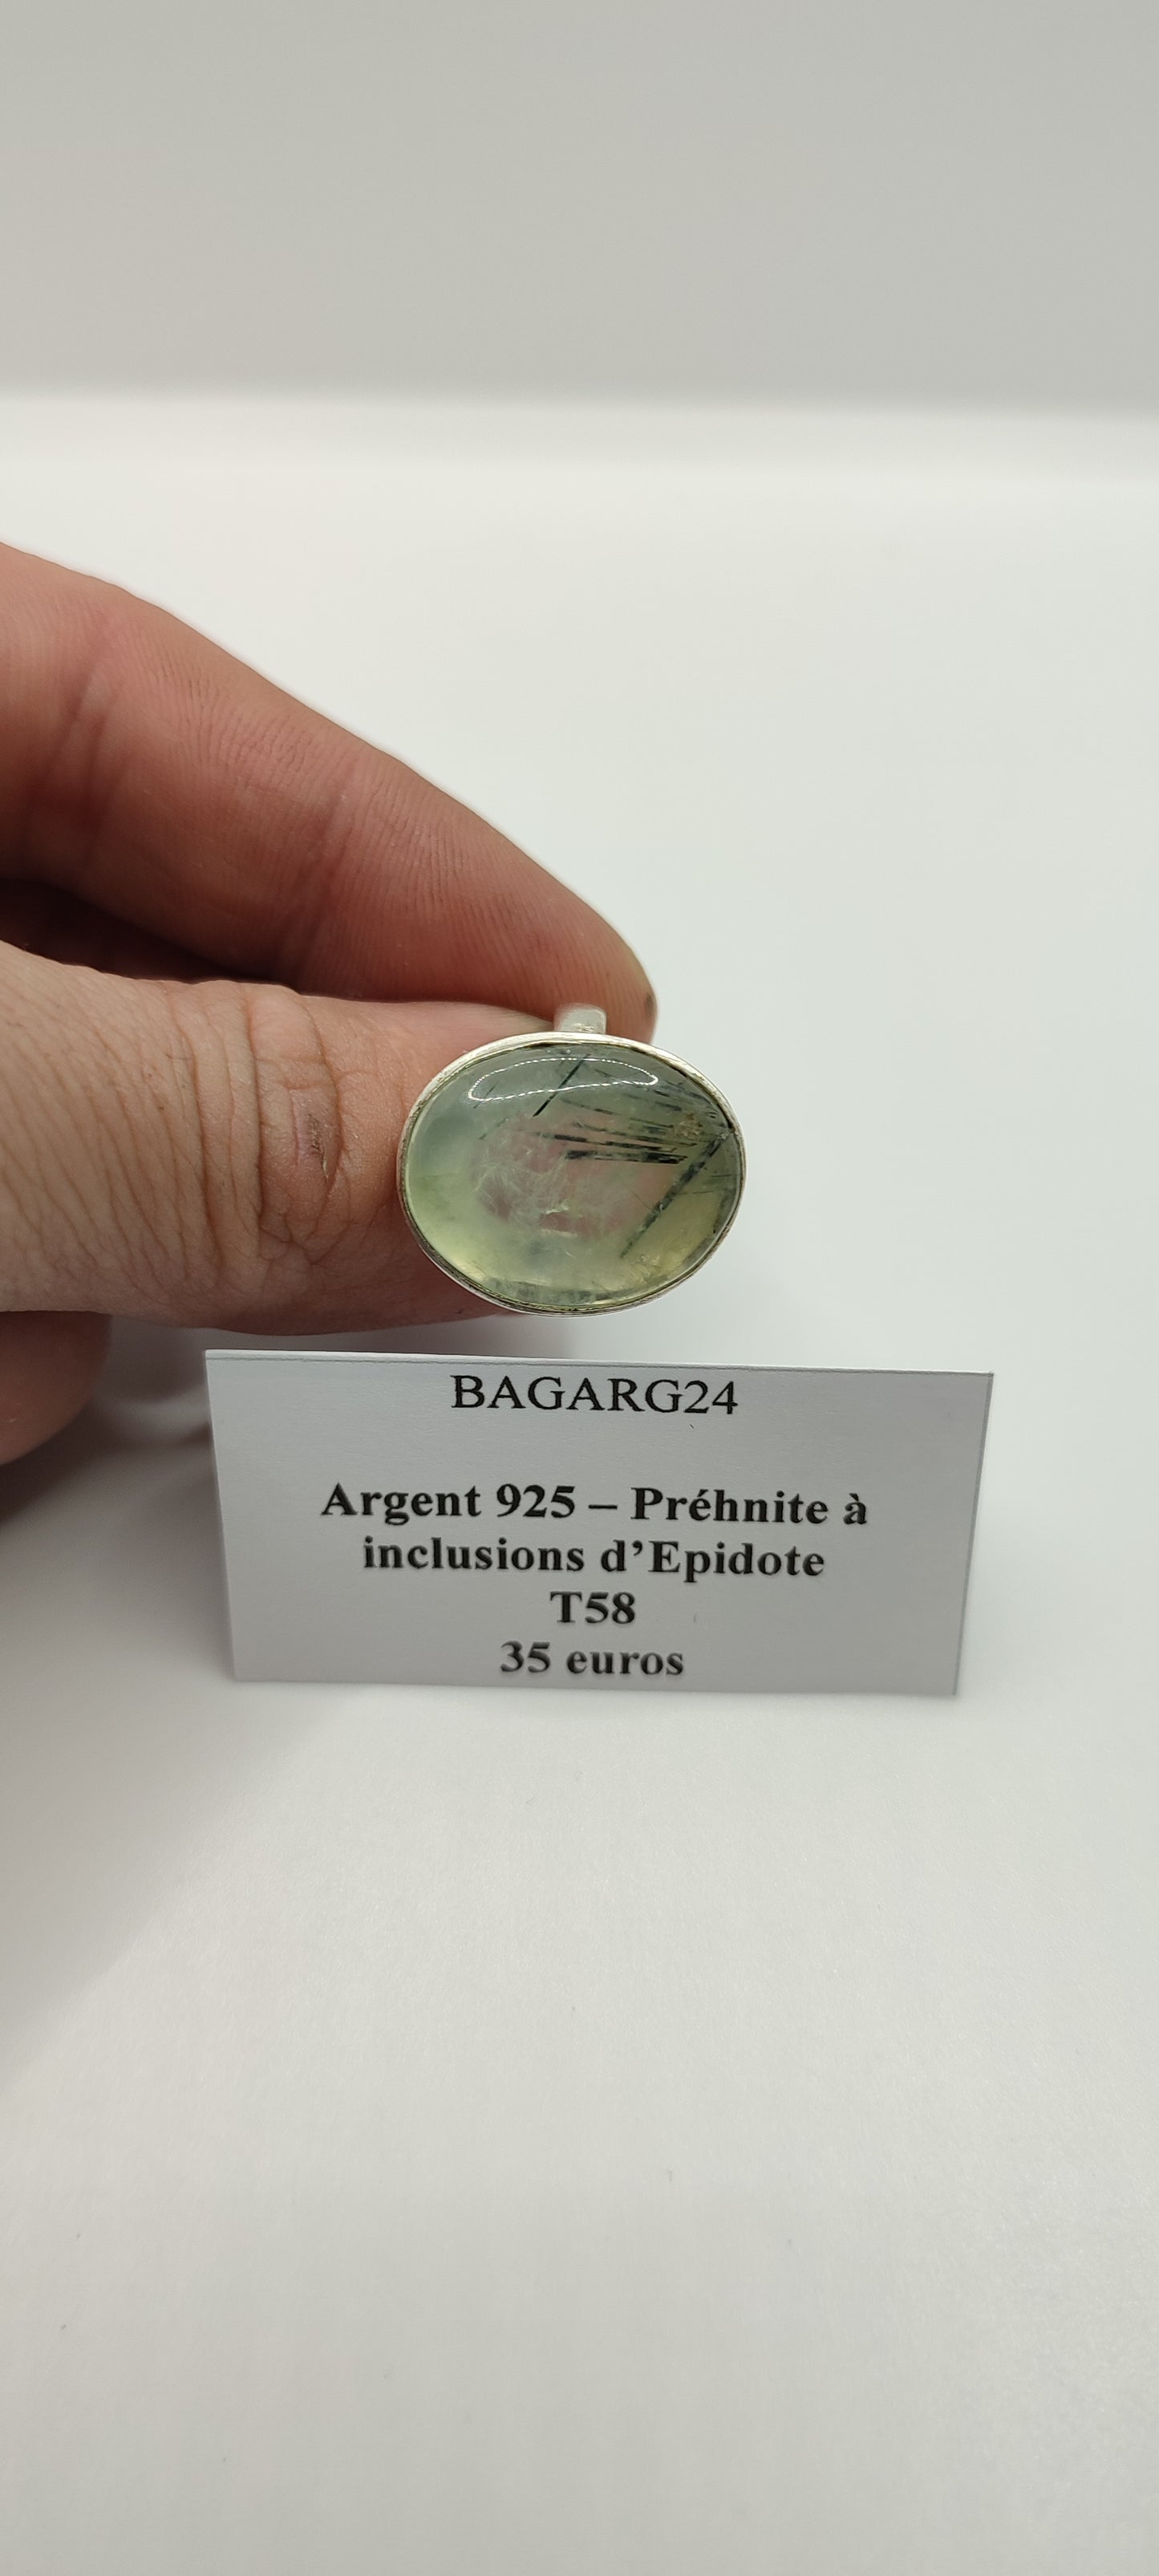 BAGARG24
Argent 925 – Préhnite à
inclusions d’Epidote
T58
35 euros